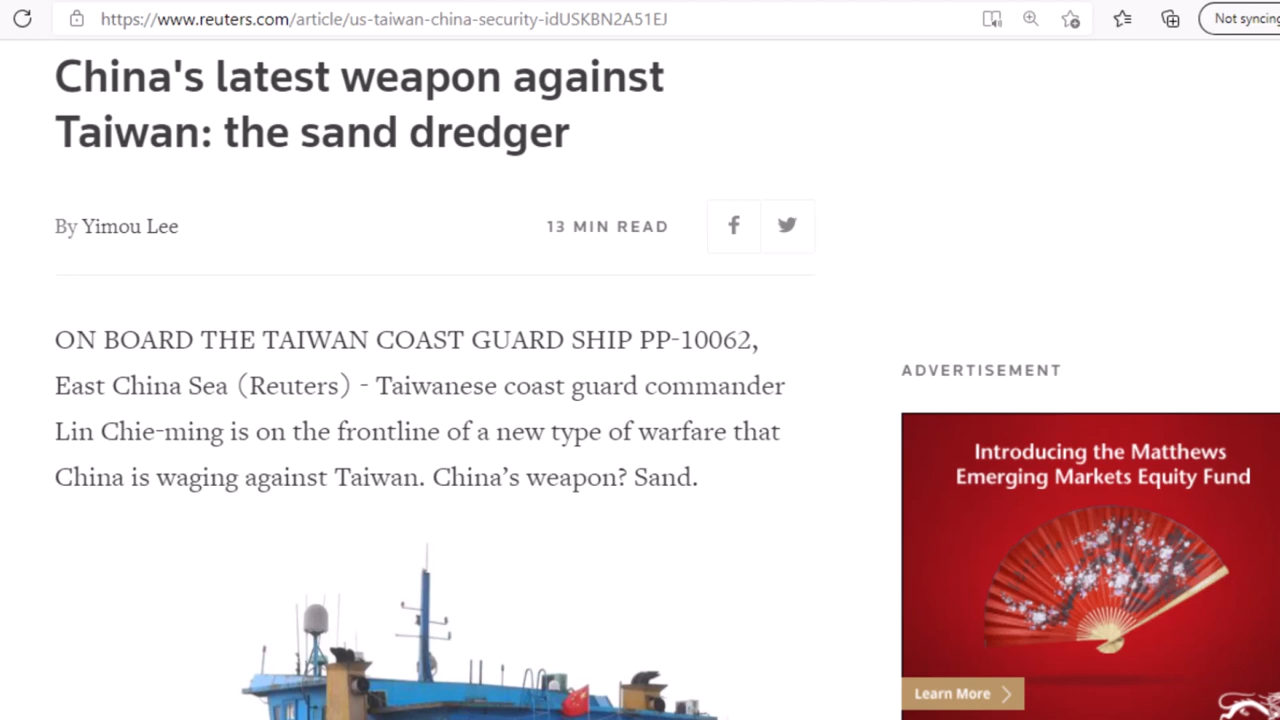 https://www.reuters.com/article/us-taiwan-china-security-idUSKBN2A51EJ
Not syncing
China's latest weapon against
Taiwan: the sand dredger
By Yimou Lee
13 MIN READ
ON BOARD THE TAIWAN COAST GUARD SHIP PP-10062,
East China Sea (Reuters) - Taiwanese coast guard commander
Lin Chie-ming is on the frontline of a new type of warfare that
China is waging against Taiwan. China’s weapon? Sand.
ADVERTISEMENT
Introducing the Matthews
Emerging Markets Equity Fund
Learn More